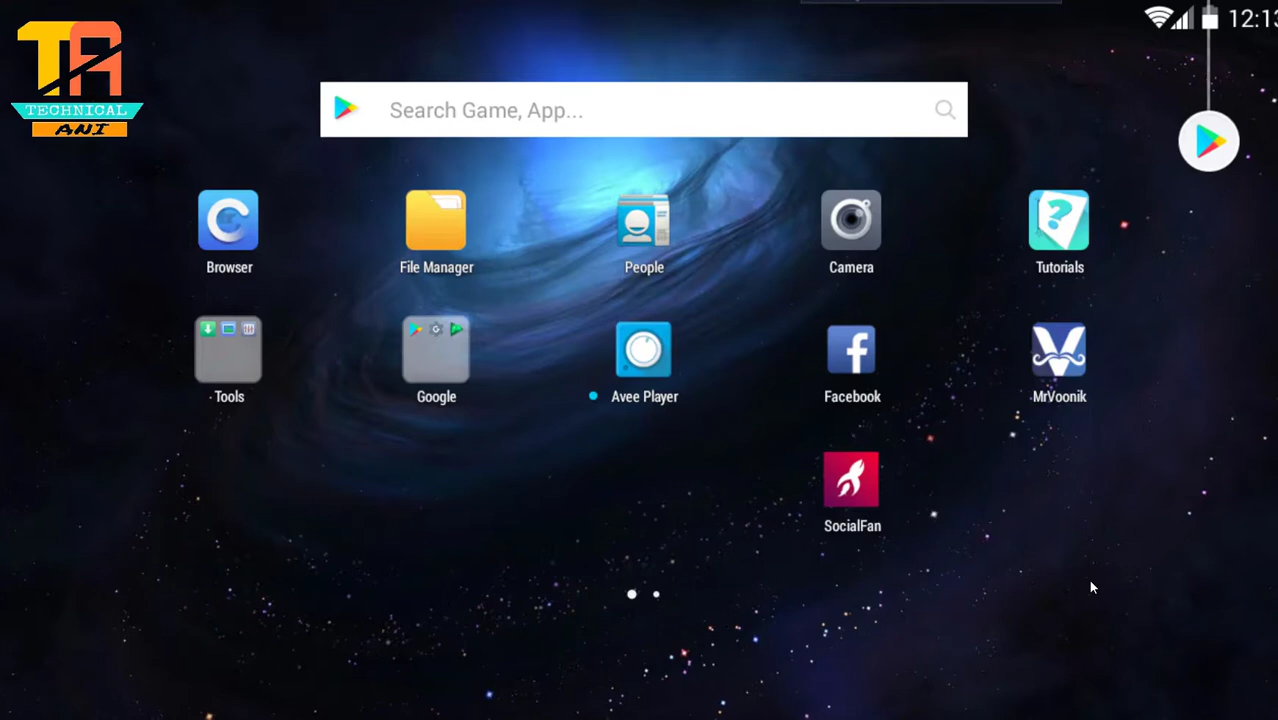 TA
TECHNICAL
ANI
12:13
Search Game, App...
Browser
File Manager
People
Camera
Tutorials
Tools
Google
Avee Player
Facebook
MrVoonik
SocialFan